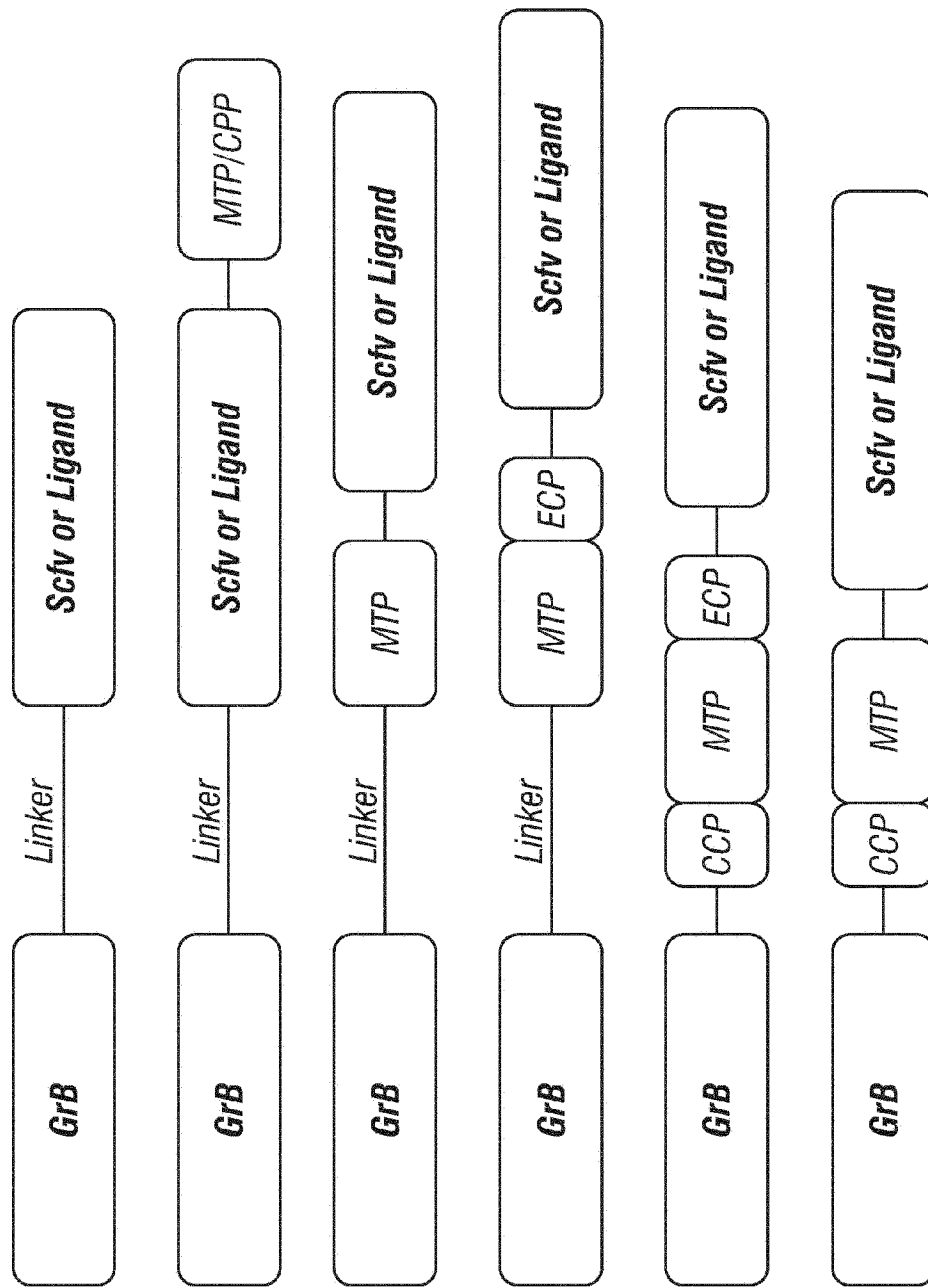 GrB
Linker
Scfv or Ligand
GrB
Linker
Scfv or Ligand
MTP/CPP
GrB
Linker
MTP
Scfv or Ligand
GrB
Linker
MTP
ECP
Scfv or Ligand
GrB
CCP
MTP
ECP
Scfv or Ligand
GrB
CCP
MTP
Scfv or Ligand